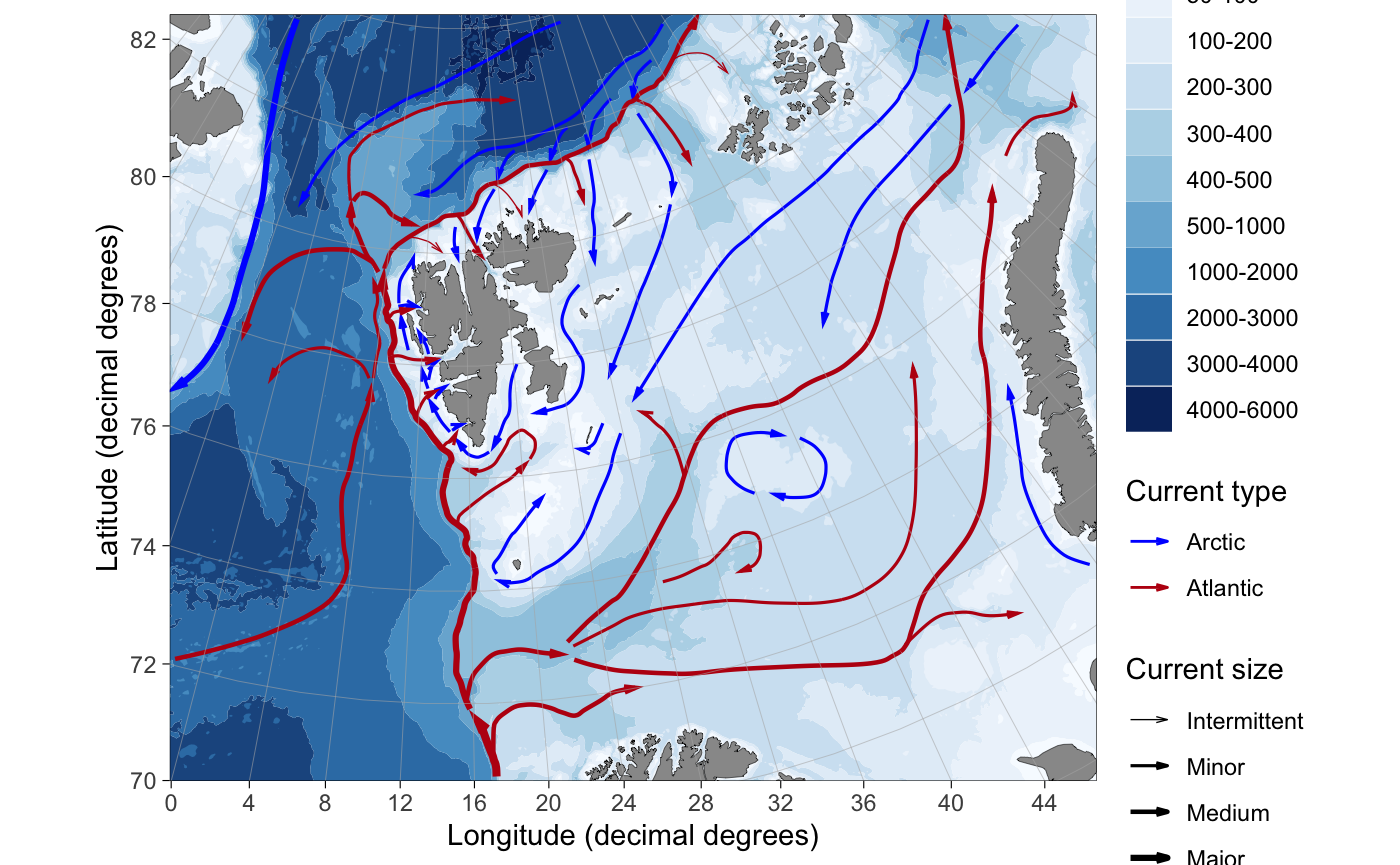 82
80
78
76
74
72
70
Latitude (decimal degrees)
0 4 8 12 16 20 24 28 32 36 40 44
Longitude (decimal degrees)
50-100
100-200
200-300
300-400
400-500
500-1000
1000-2000
2000-3000
3000-4000
4000-6000
Current type
Arctic
Atlantic
Current size
Intermittent
Minor
Medium
Major